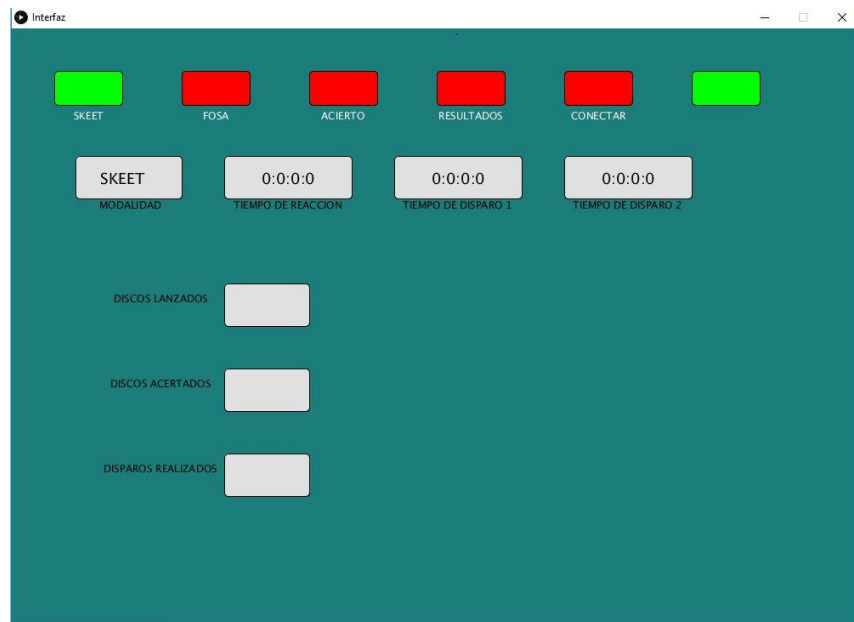 Interfaz
SKEET FOSA ACIERTO RESULTADOS CONECTAR
SKEET 0:0:0:0 0:0:0:0 0:0:0:0
MODALIDAD TIEMPO DE REACCION TIEMPO DE DISPARO 1 TIEMPO DE DISPARO 2
DISCOS LANZADOS
DISCOS ACERTADOS
DISPAROS REALIZADOS